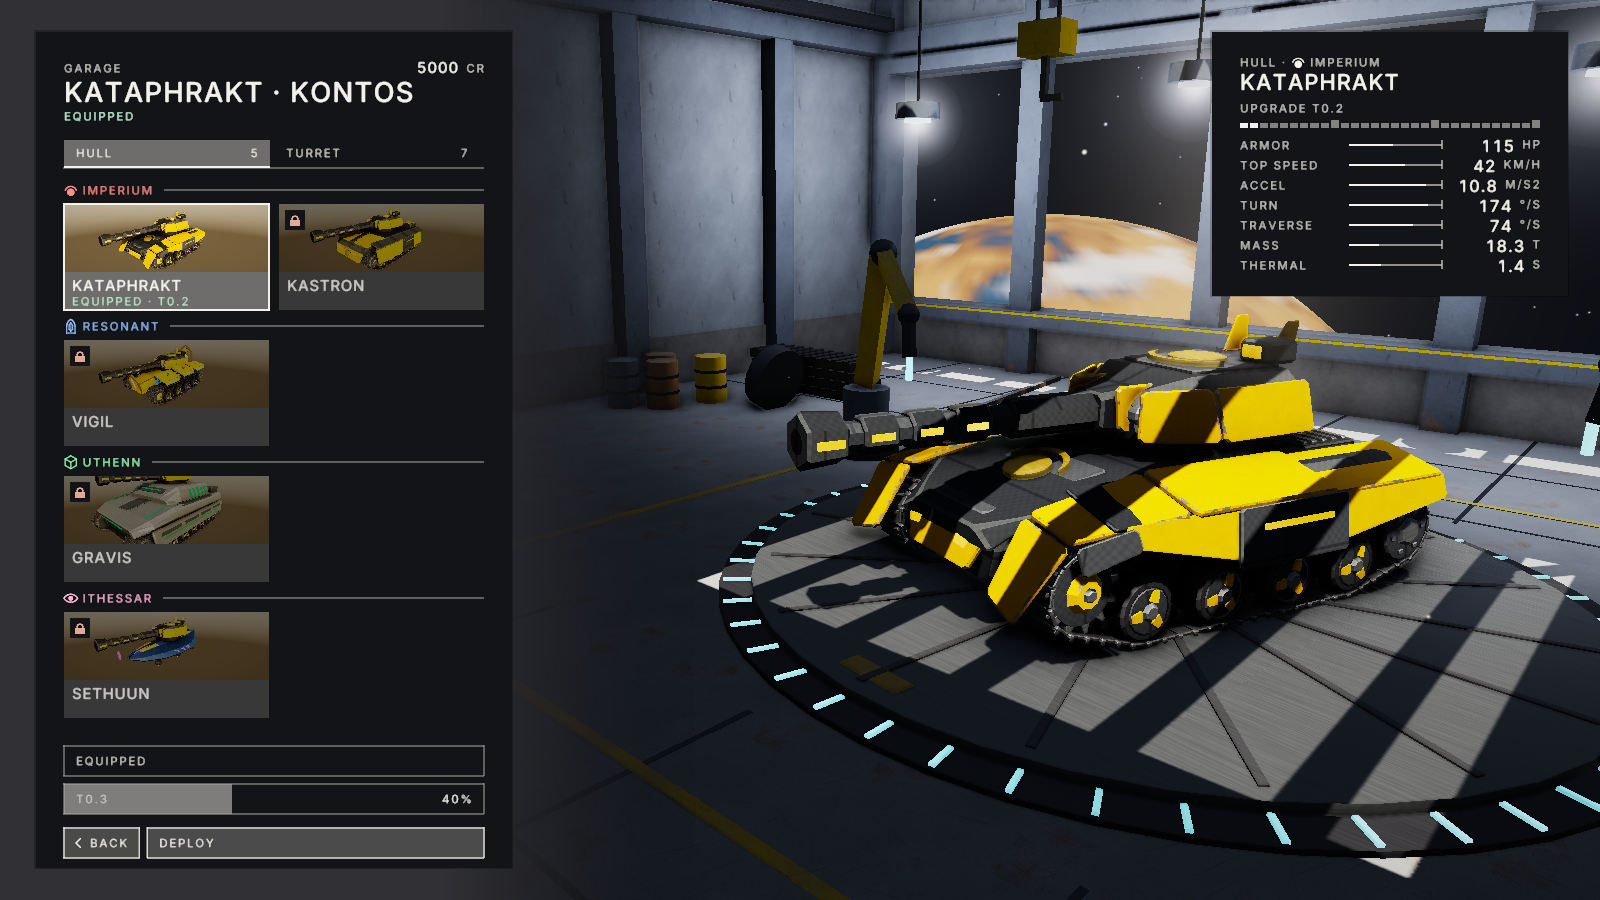 GARAGE
5000 CR
KATAPHRAKT · KONTOS
EQUIPPED
HULL 5
TURRET 7
IMPERIUM
KATAPHRAKT
EQUIPPED · T0.2
KASTRON
RESONANT
VIGIL
UTHENN
GRAVIS
ITHESSAR
SETHUUN
EQUIPPED
T0.3 40%
< BACK
DEPLOY
HULL · IMPERIUM
KATAPHRAKT
UPGRADE T0.2
ARMOR 115 HP
TOP SPEED 42 KM/H
ACCEL 10.8 M/S2
TURN 174 °/S
TRAVERSE 74 °/S
MASS 18.3 T
THERMAL 1.4 S